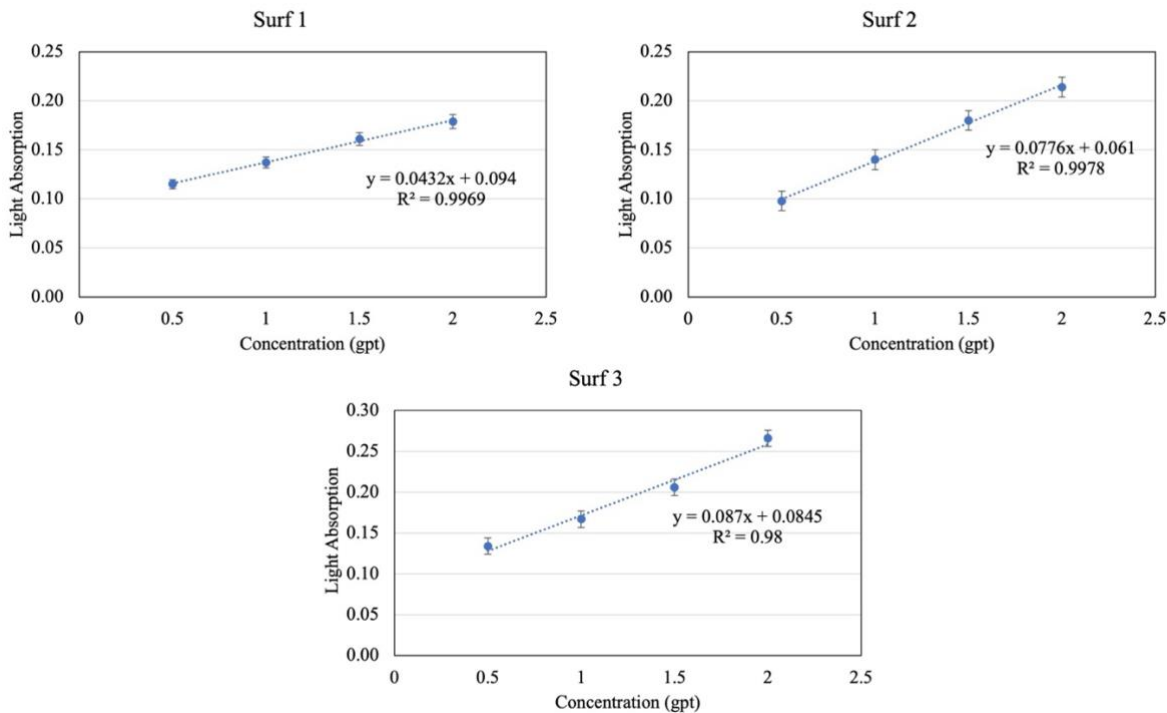 Surf 1
0.25
0.20
0.15
0.10
0.05
0.00
Light Absorption
y = 0.0432x + 0.094
R² = 0.9969
0 0.5 1 1.5 2 2.5
Concentration (gpt)
Surf 2
0.25
0.20
0.15
0.10
0.05
0.00
Light Absorption
y = 0.0776x + 0.061
R² = 0.9978
0 0.5 1 1.5 2 2.5
Concentration (gpt)
Surf 3
0.30
0.25
0.20
0.15
0.10
0.05
0.00
Light Absorption
y = 0.087x + 0.0845
R² = 0.98
0 0.5 1 1.5 2 2.5
Concentration (gpt)